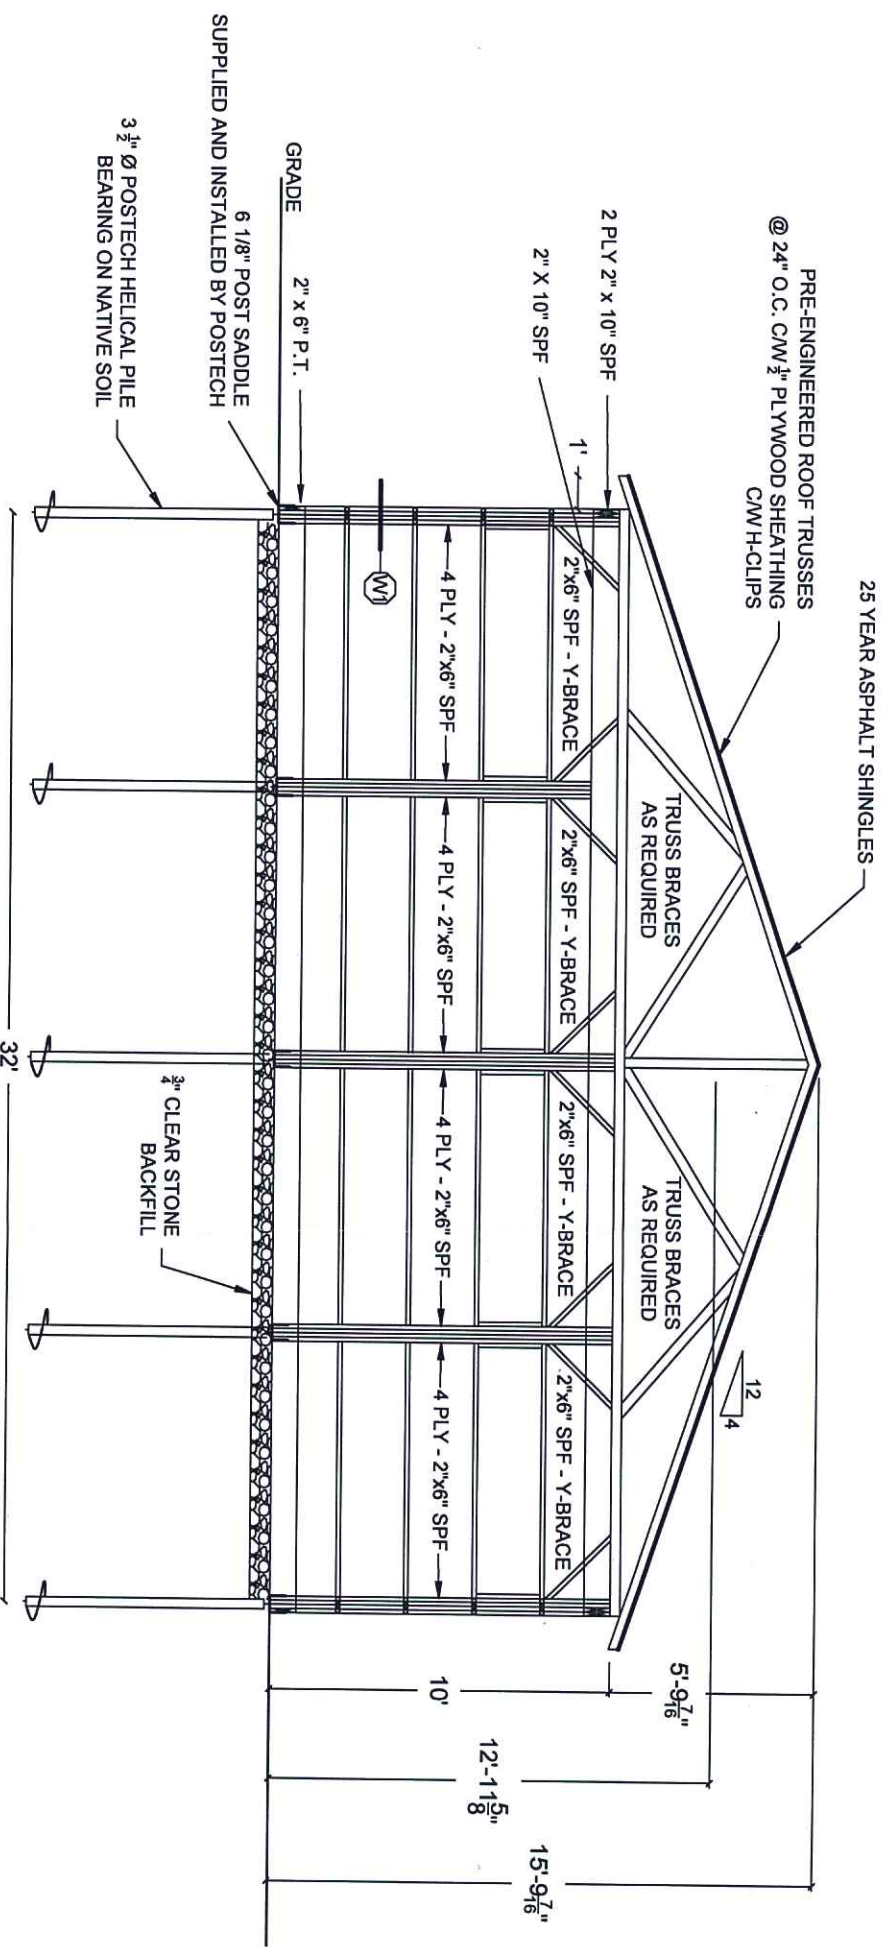 25 YEAR ASPHALT SHINGLES
PRE-ENGINEERED ROOF TRUSSES
@ 24" O.C. C/W 1/2" PLYWOOD SHEATHING
C/W H-CLIPS
2 PLY 2" x 10" SPF
2" X 10" SPF
1'
TRUSS BRACES
AS REQUIRED
TRUSS BRACES
AS REQUIRED
12
4
2"x6" SPF - Y-BRACE
2"x6" SPF - Y-BRACE
2"x6" SPF - Y-BRACE
2"x6" SPF - Y-BRACE
4 PLY - 2"x6" SPF
4 PLY - 2"x6" SPF
4 PLY - 2"x6" SPF
4 PLY - 2"x6" SPF
W1
5'-9 7/16"
10'
12'-11 5/8"
15'-9 7/16"
GRADE
2" x 6" P.T.
6 1/8" POST SADDLE
SUPPLIED AND INSTALLED BY POSTECH
3 1/2" Ø POSTECH HELICAL PILE
BEARING ON NATIVE SOIL
3/4" CLEAR STONE
BACKFILL
32'